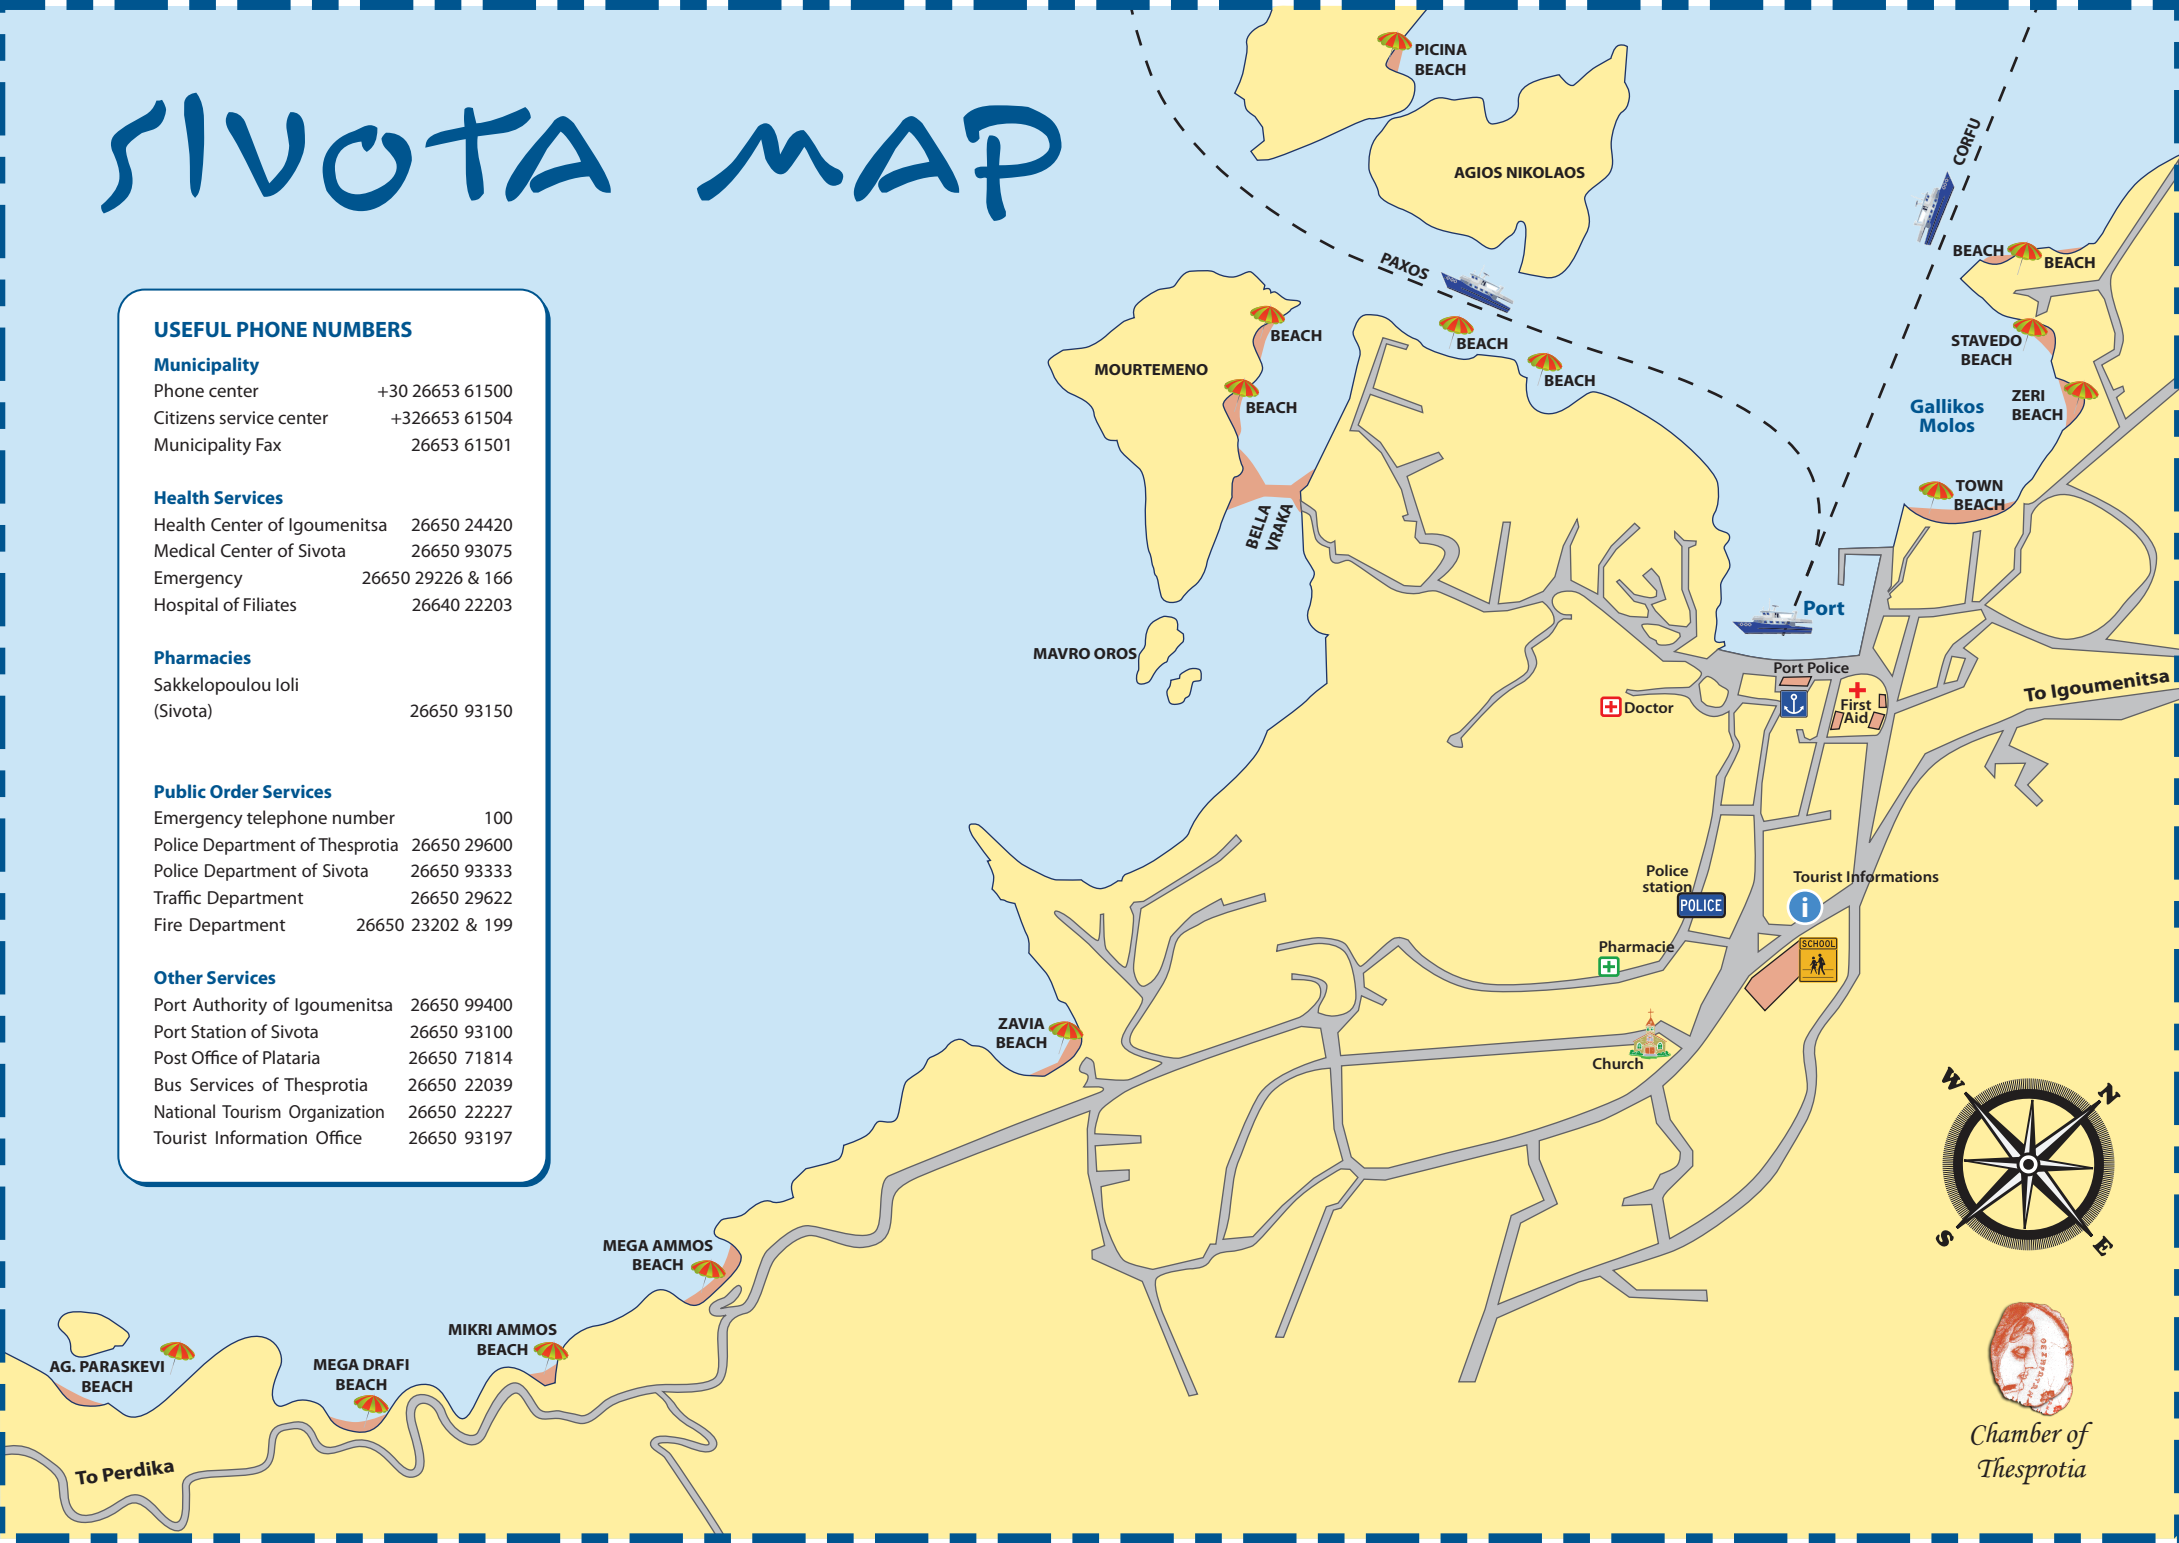 SIVOTA MAP
USEFUL PHONE NUMBERS
Municipality
Phone center +30 26653 61500
Citizens service center +326653 61504
Municipality Fax 26653 61501
Health Services
Health Center of Igoumenitsa 26650 24420
Medical Center of Sivota 26650 93075
Emergency 26650 29226 & 166
Hospital of Filiates 26640 22203
Pharmacies
Sakkelopoulou Ioli
(Sivota) 26650 93150
Public Order Services
Emergency telephone number 100
Police Department of Thesprotia 26650 29600
Police Department of Sivota 26650 93333
Traffic Department 26650 29622
Fire Department 26650 23202 & 199
Other Services
Port Authority of Igoumenitsa 26650 99400
Port Station of Sivota 26650 93100
Post Office of Plataria 26650 71814
Bus Services of Thesprotia 26650 22039
National Tourism Organization 26650 22227
Tourist Information Office 26650 93197
PICINA
BEACH
AGIOS NIKOLAOS
CORFU
PAXOS
BEACH
BEACH
BEACH
BEACH
MOURTEMENO
BEACH
BEACH
STAVEDO
BEACH
ZERI
BEACH
Gallikos
Molos
TOWN
BEACH
BELLA
VRAKA
Port
MAVRO OROS
Port Police
Doctor
First
Aid
To Igoumenitsa
Police
station
POLICE
Tourist Informations
i
Pharmacie
SCHOOL
Church
ZAVIA
BEACH
MEGA AMMOS
BEACH
MIKRI AMMOS
BEACH
MEGA DRAFI
BEACH
AG. PARASKEVI
BEACH
To Perdika
W
N
S
E
Chamber of
Thesprotia